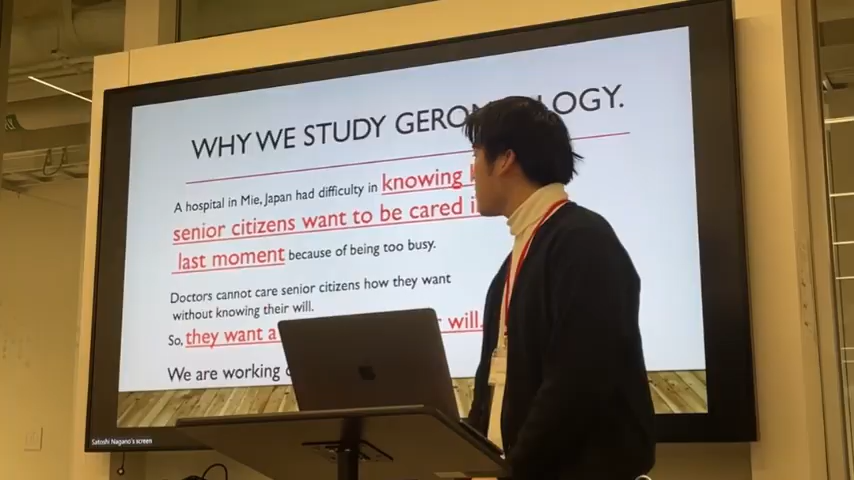 WHY WE STUDY GERO LOGY.
A hospital in Mie, Japan had difficulty in knowing
senior citizens want to be cared i
last moment because of being too busy.
Doctors cannot care senior citizens how they want
without knowing their will.
So, they want a will.
We are working
Satoshi Nagano's screen